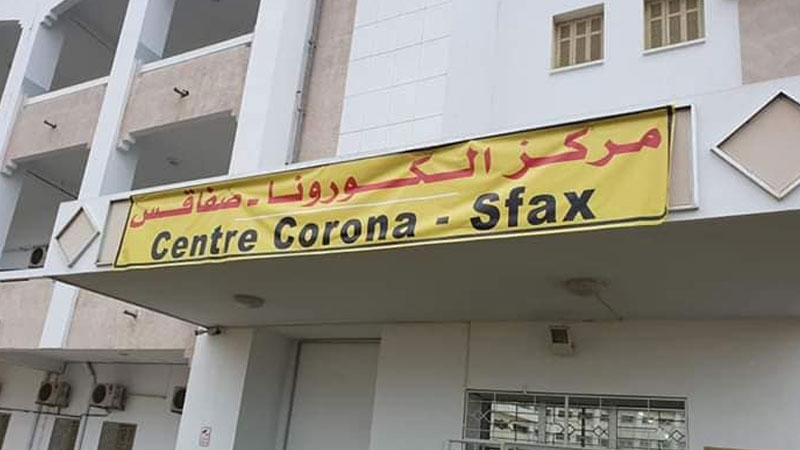 مركز الكورونا - صفاقس
Centre Corona - Sfax